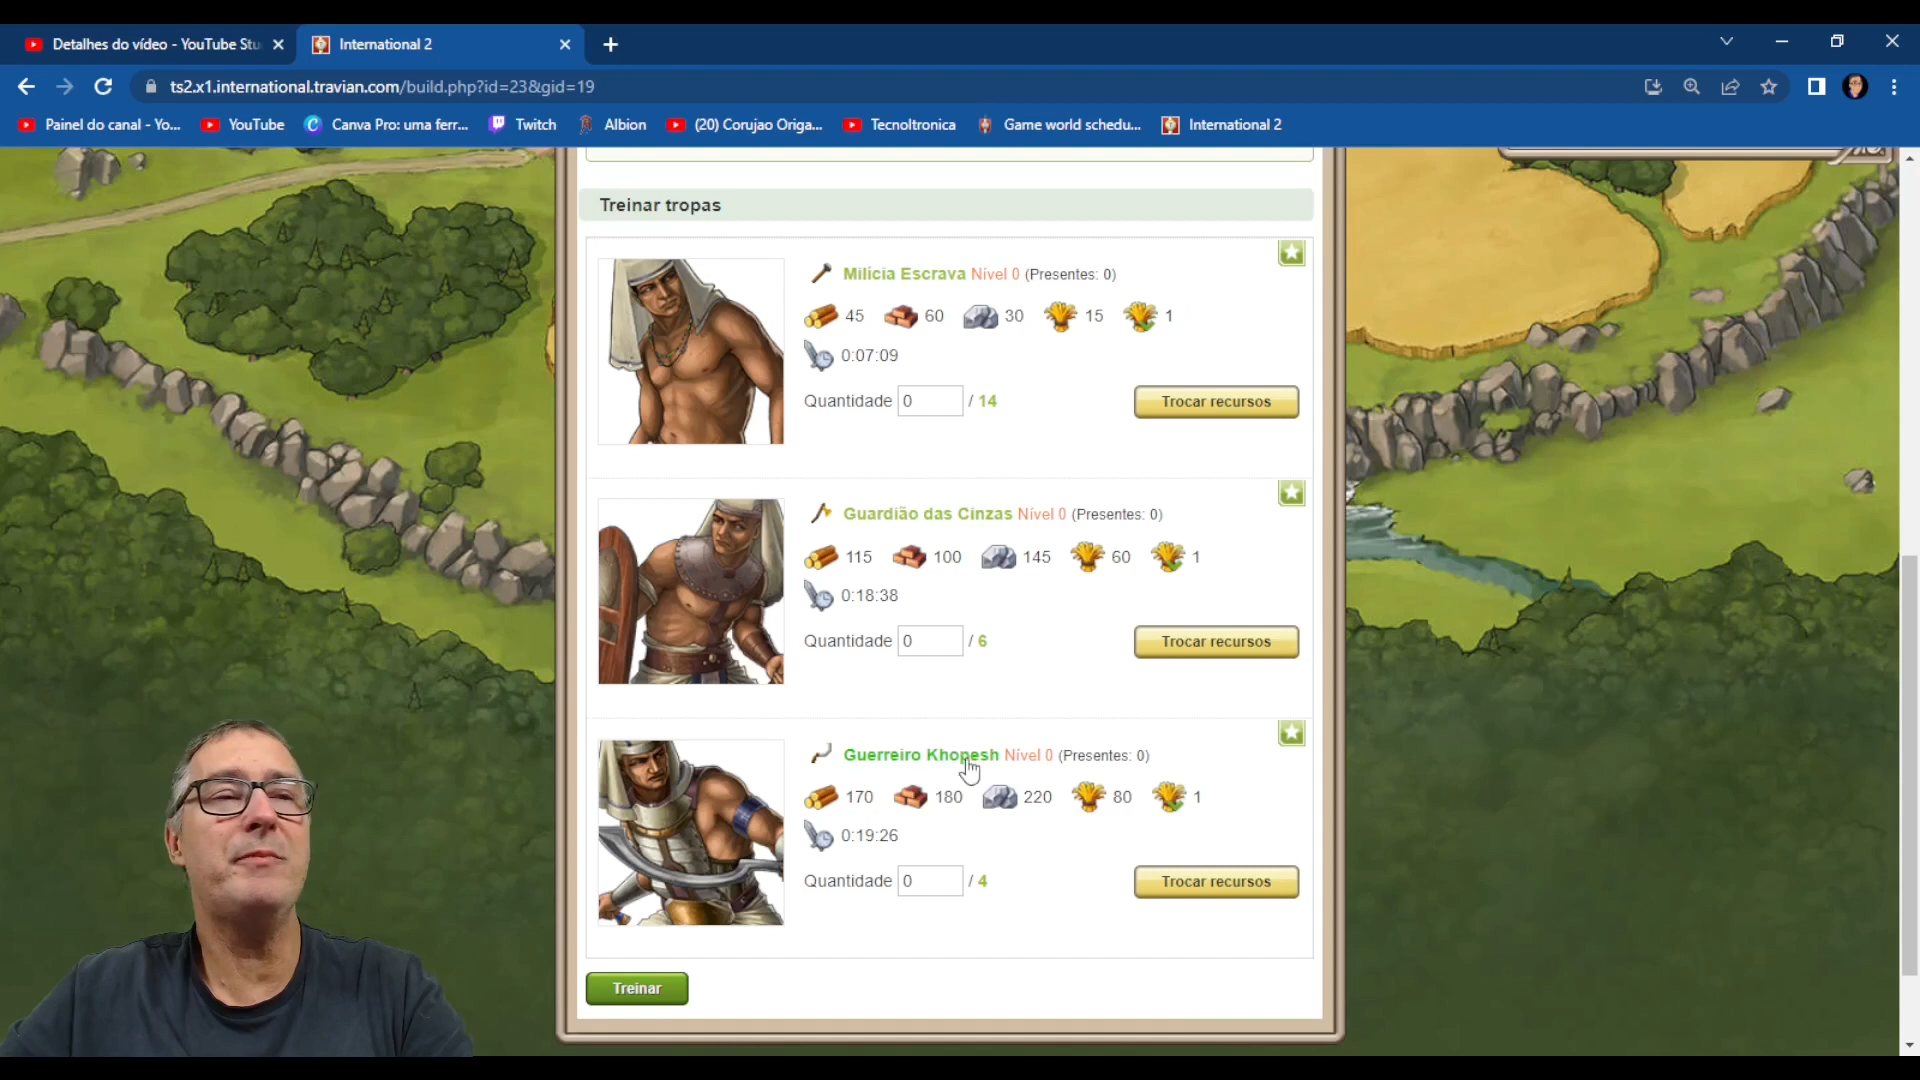 Detalhes do vídeo - YouTube Stu
International 2
ts2.x1.international.travian.com/build.php?id=23&gid=19
Painel do canal - Yo...
YouTube
Canva Pro: uma ferr...
Twitch
Albion
(20) Corujao Origa...
Tecnoltronica
Game world schedu...
International 2
Treinar tropas
Milícia Escrava Nível 0 (Presentes: 0)
45 60 30 15 1
0:07:09
Quantidade 0 / 14
Trocar recursos
Guardião das Cinzas Nível 0 (Presentes: 0)
115 100 145 60 1
0:18:38
Quantidade 0 / 6
Trocar recursos
Guerreiro Khopesh Nível 0 (Presentes: 0)
170 180 220 80 1
0:19:26
Quantidade 0 / 4
Trocar recursos
Treinar